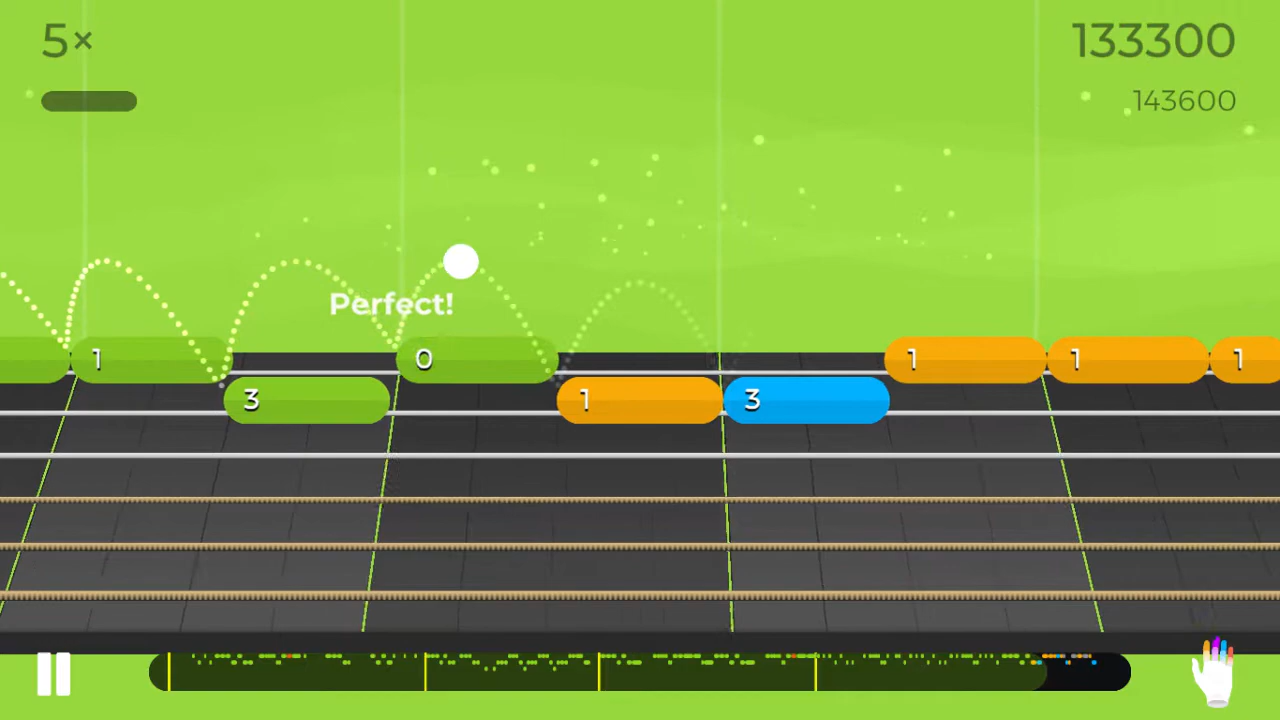 5×
133300
143600
Perfect!
1 0 1 1 1
3 1 3